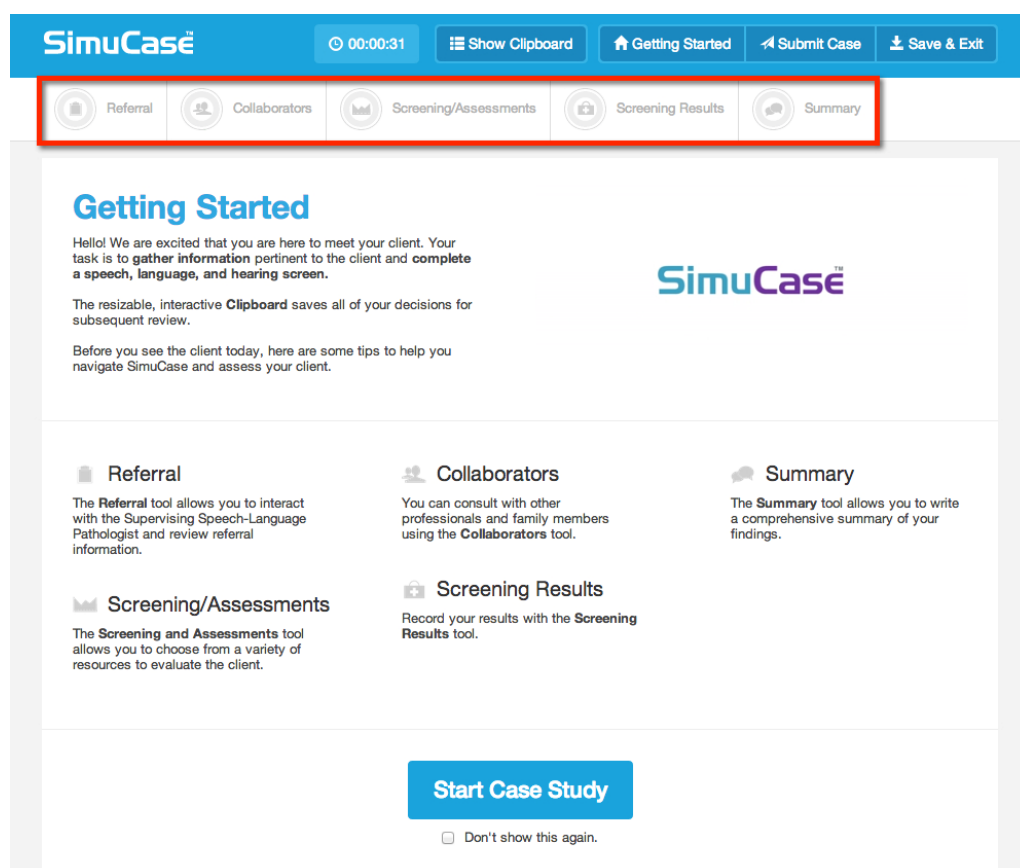 SimuCase™
00:00:31
Show Clipboard
Getting Started
Submit Case
Save & Exit
Referral
Collaborators
Screening/Assessments
Screening Results
Summary
Getting Started
Hello! We are excited that you are here to meet your client. Your
task is to gather information pertinent to the client and complete
a speech, language, and hearing screen.
The resizable, interactive Clipboard saves all of your decisions for
subsequent review.
Before you see the client today, here are some tips to help you
navigate SimuCase and assess your client.
SimuCase™
Referral
The Referral tool allows you to interact
with the Supervising Speech-Language
Pathologist and review referral
information.
Collaborators
You can consult with other
professionals and family members
using the Collaborators tool.
Summary
The Summary tool allows you to write
a comprehensive summary of your
findings.
Screening/Assessments
The Screening and Assessments tool
allows you to choose from a variety of
resources to evaluate the client.
Screening Results
Record your results with the Screening
Results tool.
Start Case Study
Don't show this again.